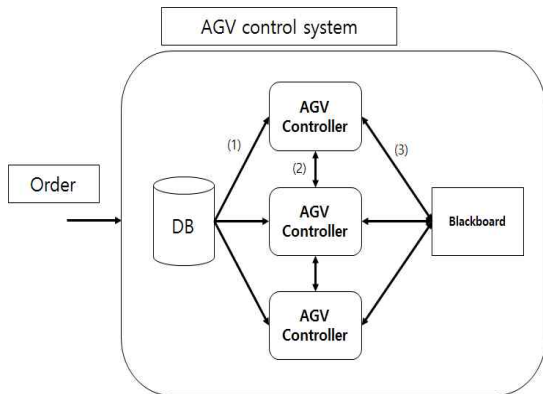 AGV control system
AGV
Controller
(1)
(3)
(2)
Order
DB
AGV
Controller
Blackboard
AGV
Controller